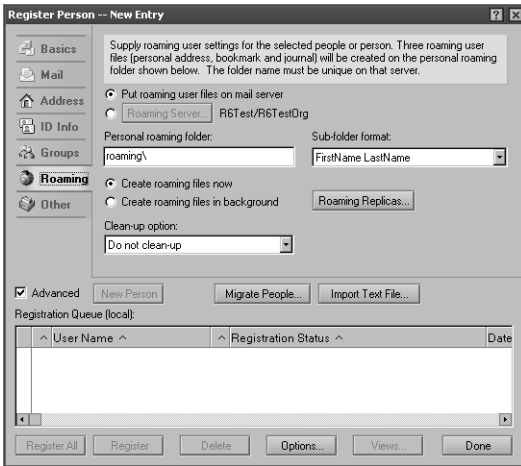 Register Person -- New Entry
Basics
Mail
Address
ID Info
Groups
Roaming
Other
Supply roaming user settings for the selected people or person. Three roaming user
files (personal address, bookmark and journal) will be created on the personal roaming
folder shown below. The folder name must be unique on that server.
Put roaming user files on mail server
Roaming Server... R6Test/R6TestOrg
Personal roaming folder: Sub-folder format:
roaming\ FirstName LastName
Create roaming files now
Create roaming files in background Roaming Replicas...
Clean-up option:
Do not clean-up
Advanced New Person Migrate People... Import Text File...
Registration Queue (local):
^ User Name ^ ^ Registration Status ^ Date
Register All Register Delete Options... Views... Done